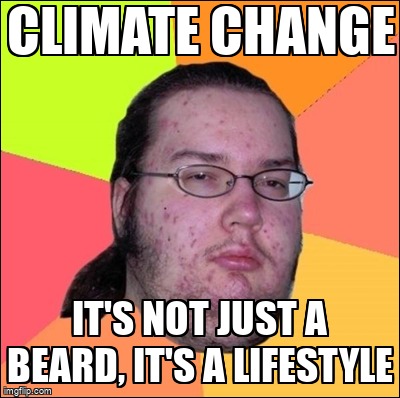 CLIMATE CHANGE
IT'S NOT JUST A
BEARD, IT'S A LIFESTYLE
imgflip.com